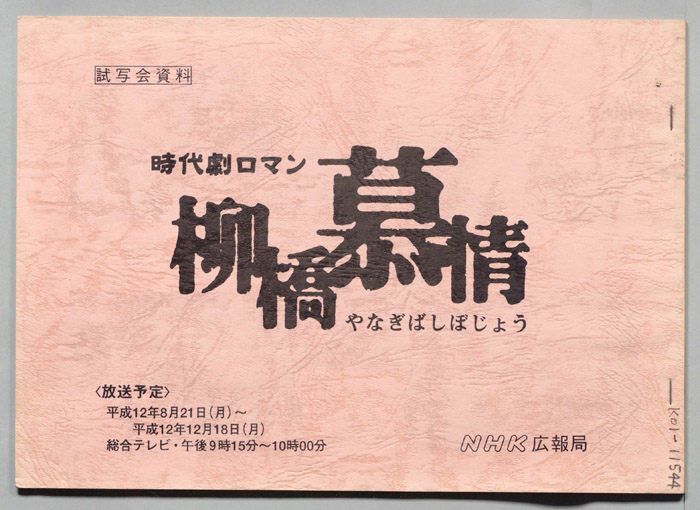 試写会資料
時代劇ロマン
柳橋慕情
やなぎばしぼじょう
〈放送予定〉
平成12年8月21日(月)～
平成12年12月18日(月)
総合テレビ・午後9時15分～10時00分
NHK広報局
K01-11544